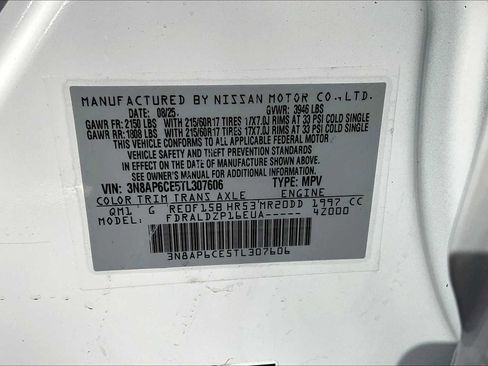 MANUFACTURED BY NISSAN MOTOR CO.,LTD.
DATE: 08/25 GVWR: 3946 LBS
GAWR FR: 2150 LBS WITH 215/60R17 TIRES 17X7.0J RIMS AT 33 PSI COLD SINGLE
GAWR RR: 1808 LBS WITH 215/60R17 TIRES 17X7.0J RIMS AT 33 PSI COLD SINGLE
THIS VEHICLE CONFORMS TO ALL APPLICABLE FEDERAL MOTOR
VEHICLE SAFETY AND THEFT PREVENTION STANDARDS
IN EFFECT ON THE DATE OF MANUFACTURE SHOWN ABOVE.
SEE OWNER'S MANUAL FOR ADDITIONAL INFORMATION.
VIN: 3N8AP6CE5TL307606 TYPE: MPV
COLOR TRIM TRANS AXLE ENGINE
QM1 G RE0F15B HR53 MR20DD 1997 CC
MODEL: FDRALDZP16EUA----- 4Z000
3N8AP6CE5TL307606